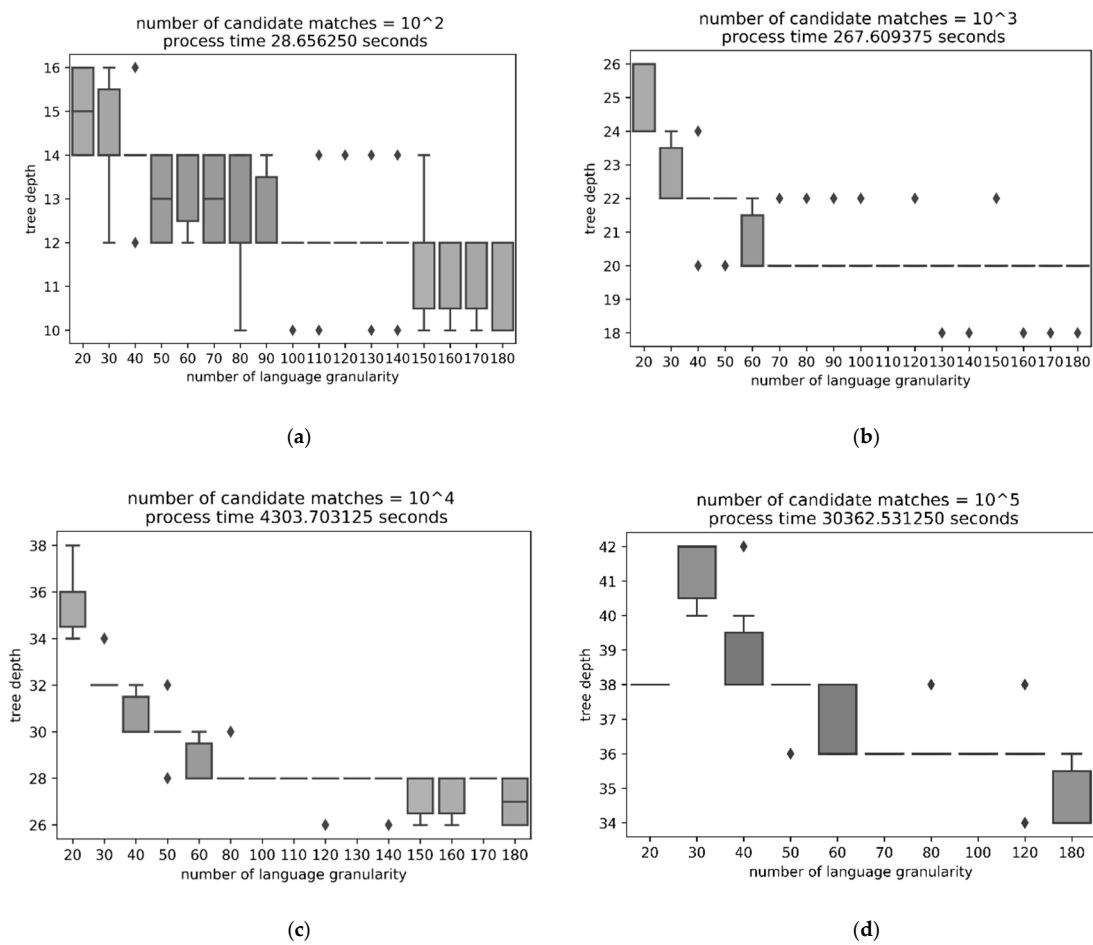 number of candidate matches = 10^2
process time 28.656250 seconds
tree depth
16
15
14
13
12
11
10
20 30 40 50 60 70 80 90 100 110 120 130 140 150 160 170 180
number of language granularity
(a)
number of candidate matches = 10^3
process time 267.609375 seconds
tree depth
26
25
24
23
22
21
20
19
18
20 30 40 50 60 70 80 90 100 110 120 130 140 150 160 170 180
number of language granularity
(b)
number of candidate matches = 10^4
process time 4303.703125 seconds
tree depth
38
36
34
32
30
28
26
20 30 40 50 60 80 100 110 120 130 140 150 160 170 180
number of language granularity
(c)
number of candidate matches = 10^5
process time 30362.531250 seconds
tree depth
42
41
40
39
38
37
36
35
34
20 30 40 50 60 70 80 100 120 180
number of language granularity
(d)